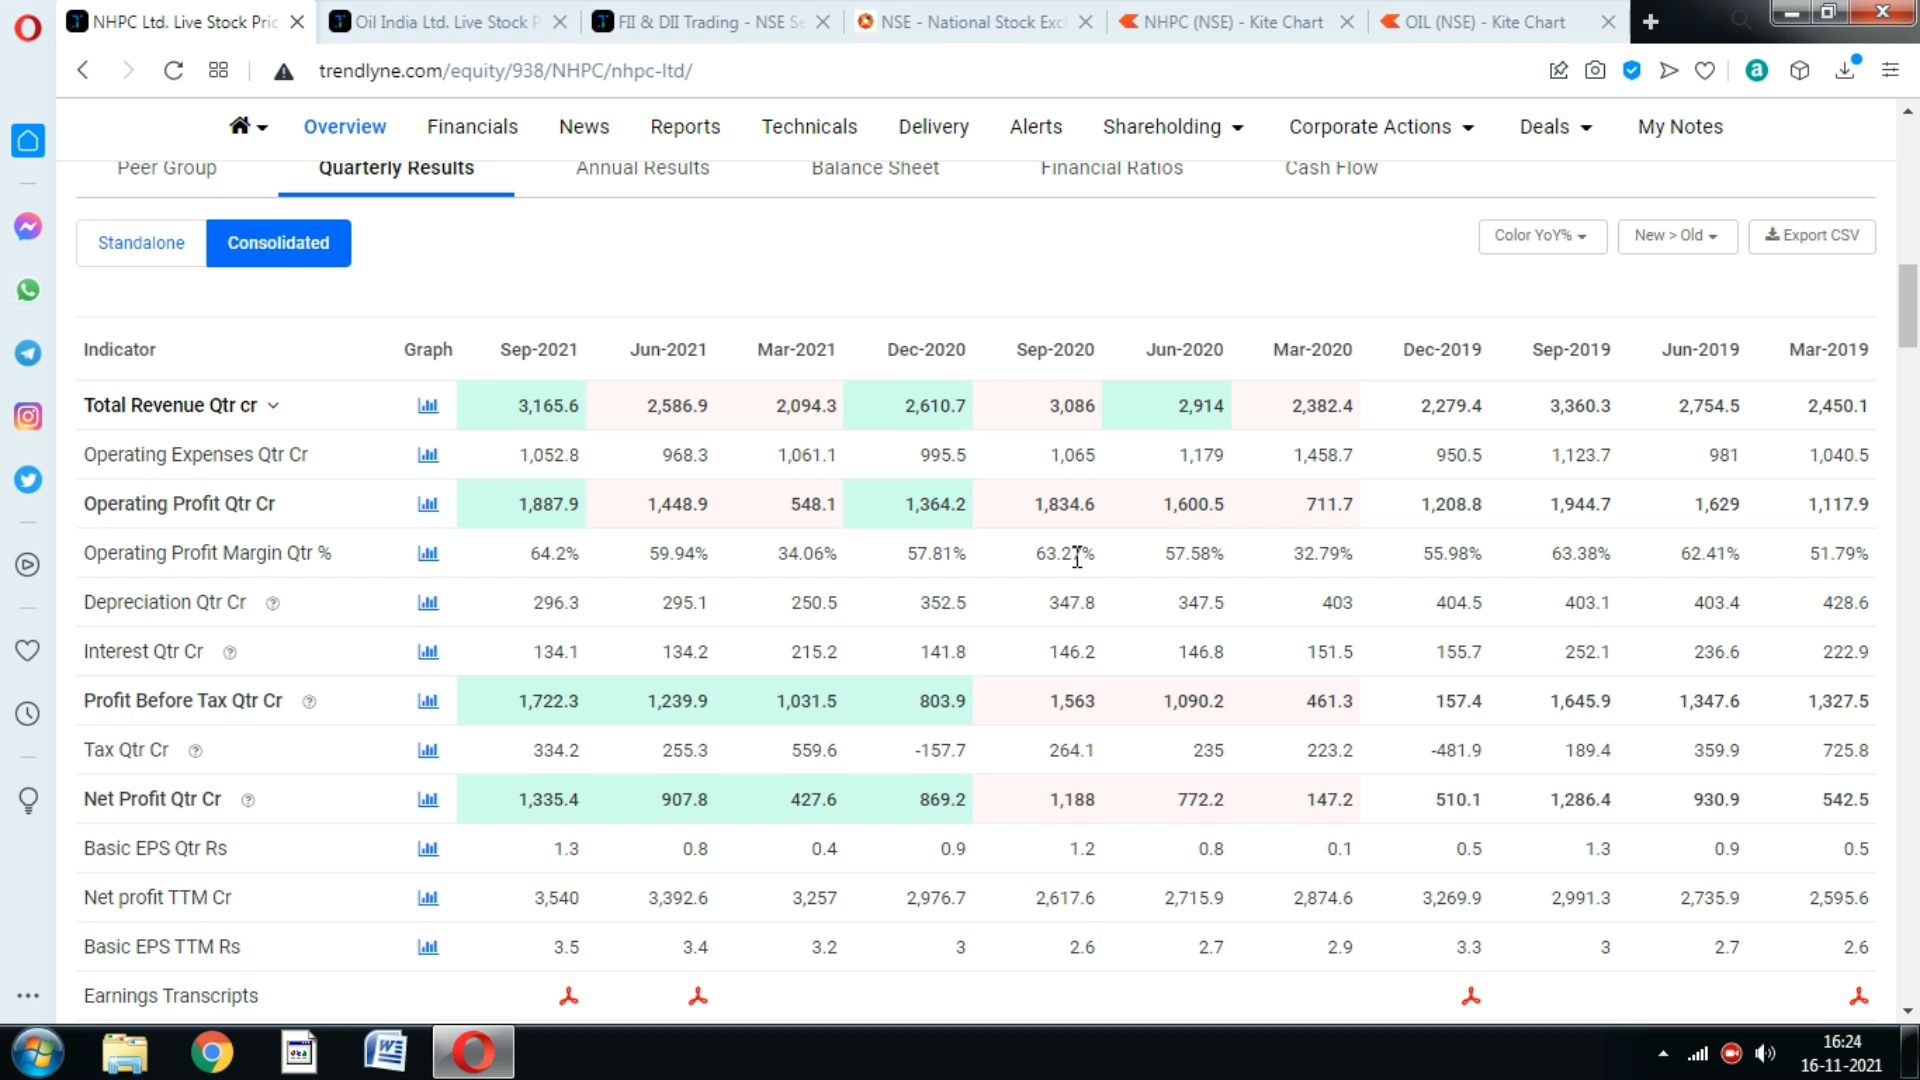 NHPC Ltd. Live Stock Pric
Oil India Ltd. Live Stock P
FII & DII Trading - NSE Se
NSE - National Stock Exc
NHPC (NSE) - Kite Chart
OIL (NSE) - Kite Chart
trendlyne.com/equity/938/NHPC/nhpc-ltd/
Overview Financials News Reports Technicals Delivery Alerts Shareholding Corporate Actions Deals My Notes
Peer Group Quarterly Results Annual Results Balance Sheet Financial Ratios Cash Flow
Standalone Consolidated Color YoY% New > Old Export CSV
Indicator Graph Sep-2021 Jun-2021 Mar-2021 Dec-2020 Sep-2020 Jun-2020 Mar-2020 Dec-2019 Sep-2019 Jun-2019 Mar-2019
Total Revenue Qtr cr 3,165.6 2,586.9 2,094.3 2,610.7 3,086 2,914 2,382.4 2,279.4 3,360.3 2,754.5 2,450.1
Operating Expenses Qtr Cr 1,052.8 968.3 1,061.1 995.5 1,065 1,179 1,458.7 950.5 1,123.7 981 1,040.5
Operating Profit Qtr Cr 1,887.9 1,448.9 548.1 1,364.2 1,834.6 1,600.5 711.7 1,208.8 1,944.7 1,629 1,117.9
Operating Profit Margin Qtr % 64.2% 59.94% 34.06% 57.81% 63.27% 57.58% 32.79% 55.98% 63.38% 62.41% 51.79%
Depreciation Qtr Cr 296.3 295.1 250.5 352.5 347.8 347.5 403 404.5 403.1 403.4 428.6
Interest Qtr Cr 134.1 134.2 215.2 141.8 146.2 146.8 151.5 155.7 252.1 236.6 222.9
Profit Before Tax Qtr Cr 1,722.3 1,239.9 1,031.5 803.9 1,563 1,090.2 461.3 157.4 1,645.9 1,347.6 1,327.5
Tax Qtr Cr 334.2 255.3 559.6 -157.7 264.1 235 223.2 -481.9 189.4 359.9 725.8
Net Profit Qtr Cr 1,335.4 907.8 427.6 869.2 1,188 772.2 147.2 510.1 1,286.4 930.9 542.5
Basic EPS Qtr Rs 1.3 0.8 0.4 0.9 1.2 0.8 0.1 0.5 1.3 0.9 0.5
Net profit TTM Cr 3,540 3,392.6 3,257 2,976.7 2,617.6 2,715.9 2,874.6 3,269.9 2,991.3 2,735.9 2,595.6
Basic EPS TTM Rs 3.5 3.4 3.2 3 2.6 2.7 2.9 3.3 3 2.7 2.6
Earnings Transcripts
16:24
16-11-2021